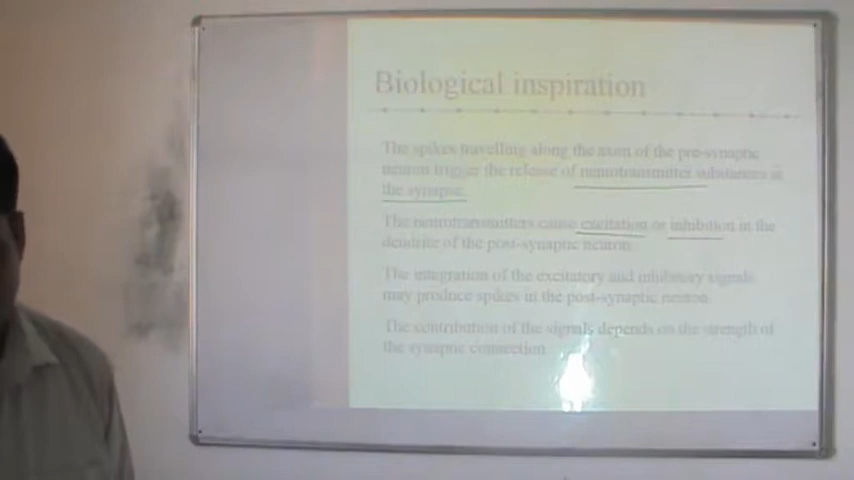 Biological inspiration
The spikes travelling along the axon of the pre-synaptic
neuron trigger the release of neurotransmitter substances at
the synapse.
The neurotransmitters cause excitation or inhibition in the
dendrite of the post-synaptic neuron.
The integration of the excitatory and inhibitory signals
may produce spikes in the post-synaptic neuron.
The contribution of the signals depends on the strength of
the synaptic connection.